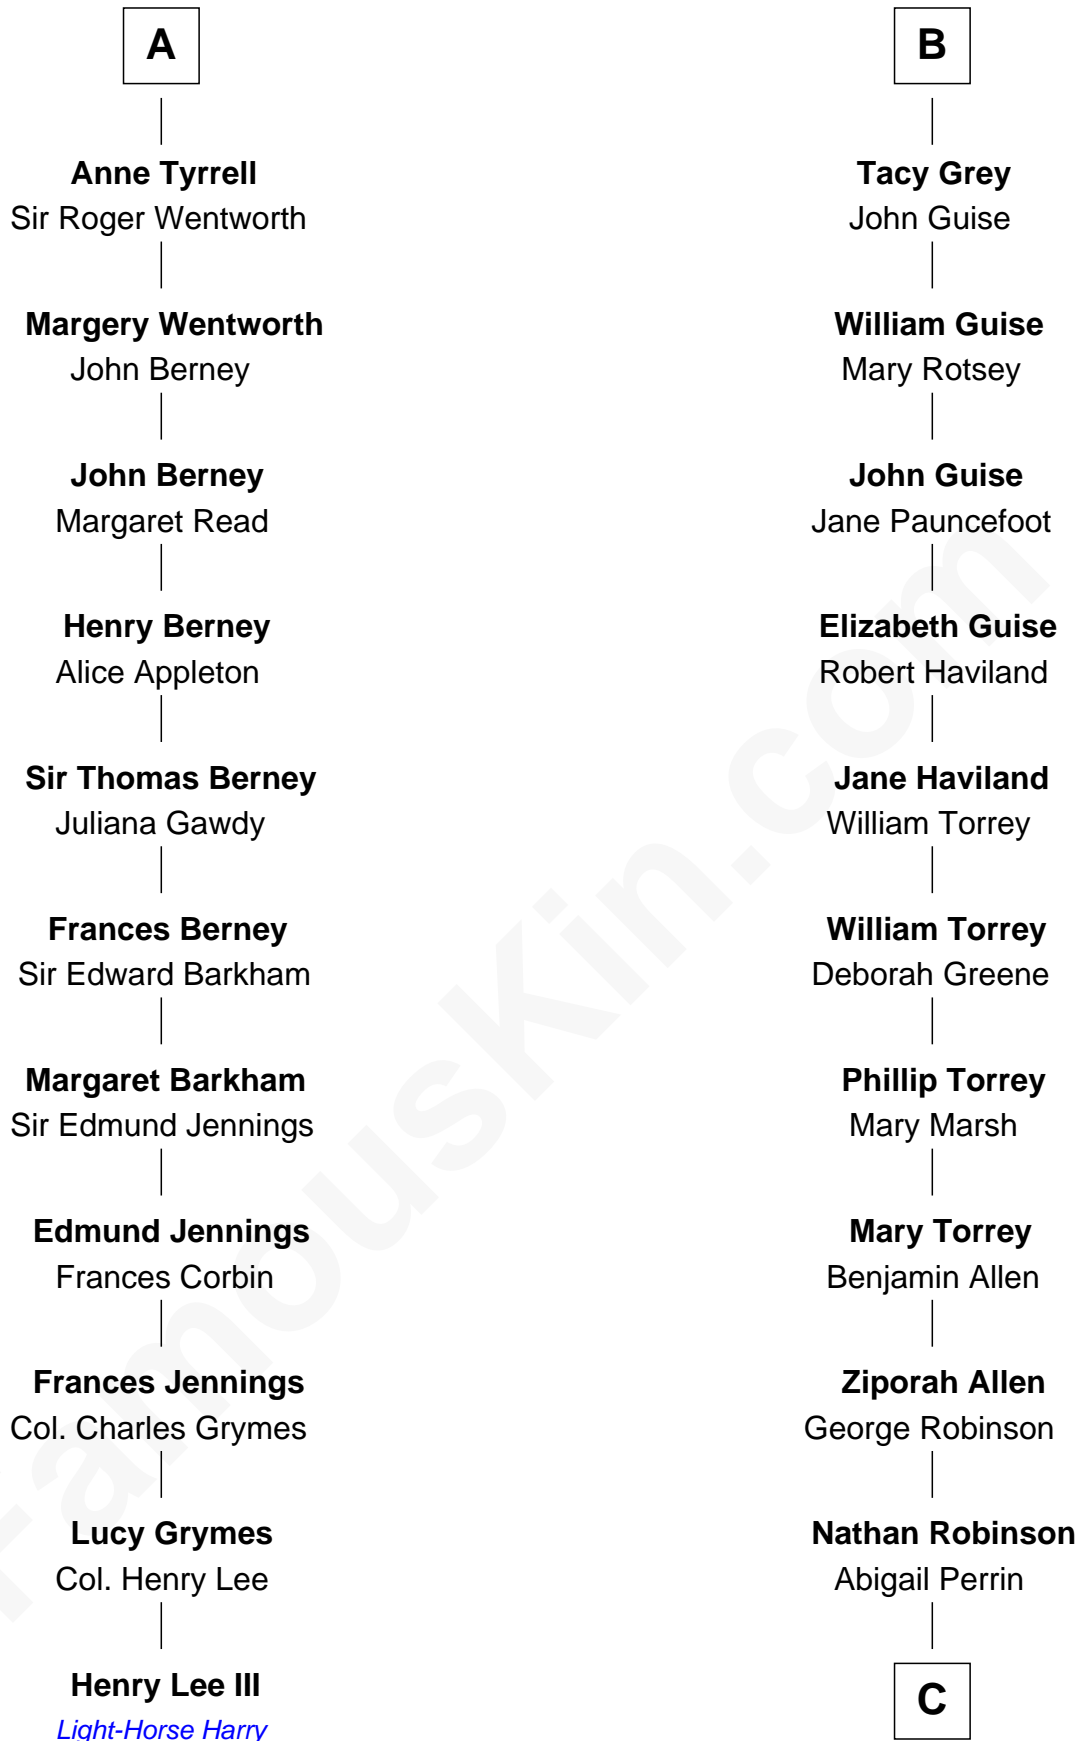 A
Anne Tyrrell
Sir Roger Wentworth
Margery Wentworth
John Berney
John Berney
Margaret Read
Henry Berney
Alice Appleton
Sir Thomas Berney
Juliana Gawdy
Frances Berney
Sir Edward Barkham
Margaret Barkham
Sir Edmund Jennings
Edmund Jennings
Frances Corbin
Frances Jennings
Col. Charles Grymes
Lucy Grymes
Col. Henry Lee
Henry Lee III
Light-Horse Harry
B
Tacy Grey
John Guise
William Guise
Mary Rotsey
John Guise
Jane Pauncefoot
Elizabeth Guise
Robert Haviland
Jane Haviland
William Torrey
William Torrey
Deborah Greene
Phillip Torrey
Mary Marsh
Mary Torrey
Benjamin Allen
Ziporah Allen
George Robinson
Nathan Robinson
Abigail Perrin
C
FamousKin.com